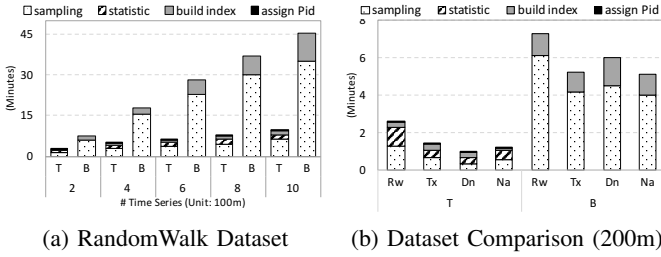 sampling statistic build index assign Pid
45
30
15
0
(Minutes)
T B T B T B T B T B
2 4 6 8 10
# Time Series (Unit: 100m)
(a) RandomWalk Dataset
sampling statistic build index assign Pid
8
6
4
2
0
(Minutes)
Rw Tx Dn Na Rw Tx Dn Na
T B
(b) Dataset Comparison (200m)